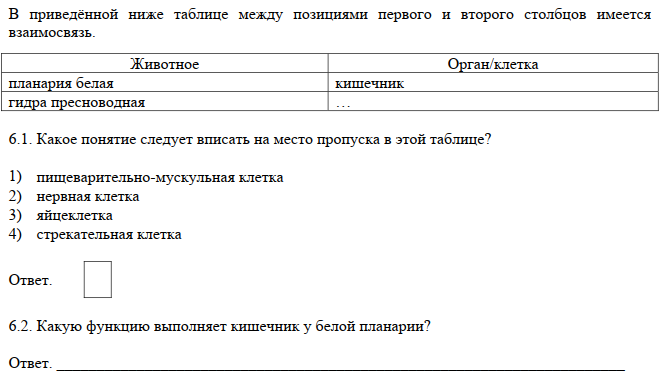 В приведённой ниже таблице между позициями первого и второго столбцов имеется
взаимосвязь.
Животное Орган/клетка
планария белая кишечник
гидра пресноводная …
6.1. Какое понятие следует вписать на место пропуска в этой таблице?
1) пищеварительно-мускульная клетка
2) нервная клетка
3) яйцеклетка
4) стрекательная клетка
Ответ.
6.2. Какую функцию выполняет кишечник у белой планарии?
Ответ. ___________________________________________________________________________